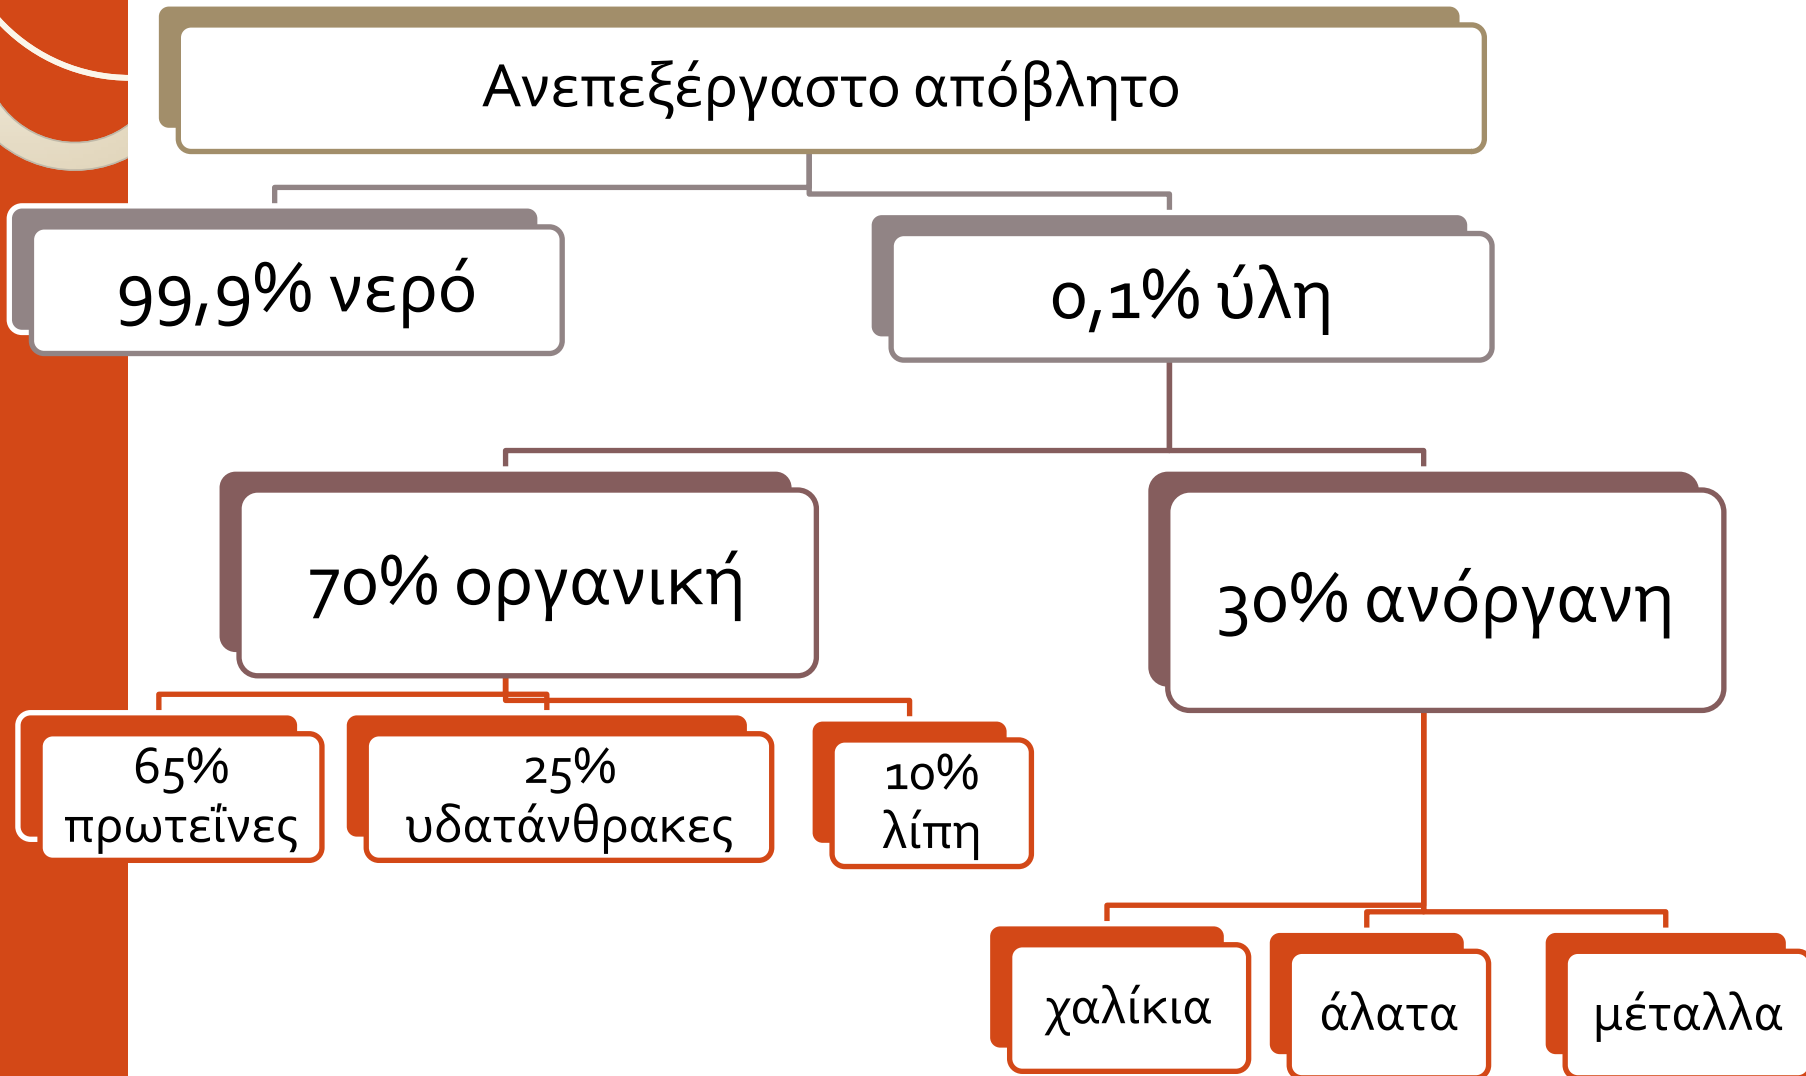 Ανεπεξέργαστο απόβλητο
99,9% νερό
0,1% ύλη
70% οργανική
30% ανόργανη
65%
πρωτεΐνες
25%
υδατάνθρακες
10%
λίπη
χαλίκια
άλατα
μέταλλα